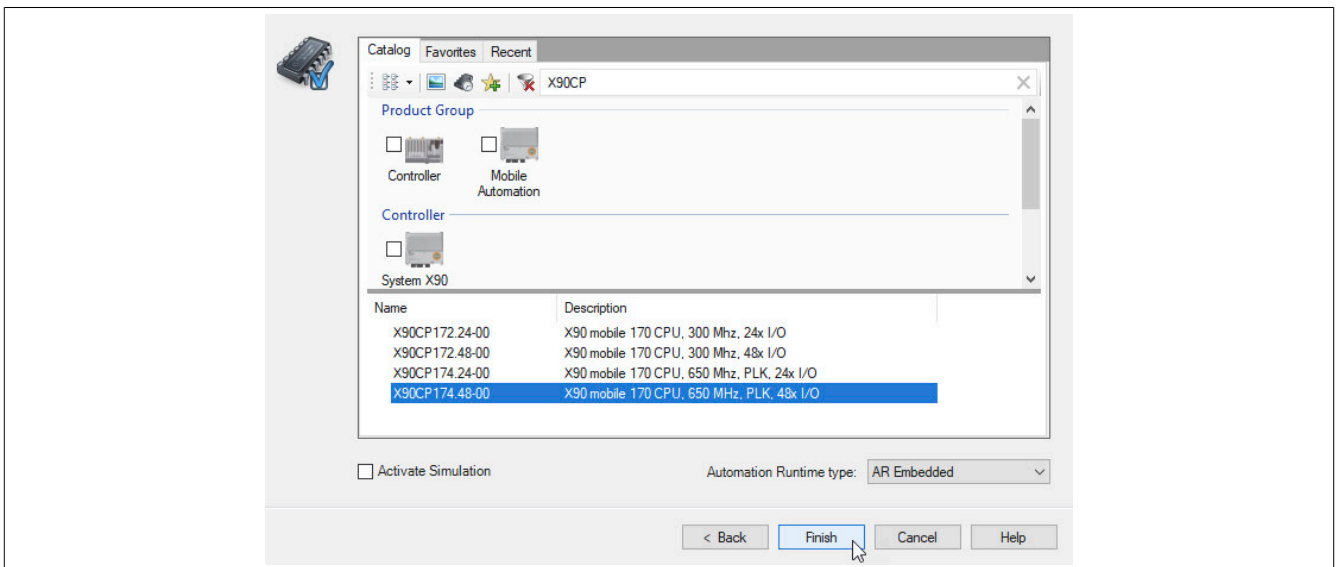 Catalog Favorites Recent
X90CP
Product Group
Controller Mobile
Automation
Controller
System X90
Name Description
X90CP172.24-00 X90 mobile 170 CPU, 300 Mhz, 24x I/O
X90CP172.48-00 X90 mobile 170 CPU, 300 Mhz, 48x I/O
X90CP174.24-00 X90 mobile 170 CPU, 650 Mhz, PLK, 24x I/O
X90CP174.48-00 X90 mobile 170 CPU, 650 MHz, PLK, 48x I/O
Activate Simulation Automation Runtime type: AR Embedded
< Back Finish Cancel Help